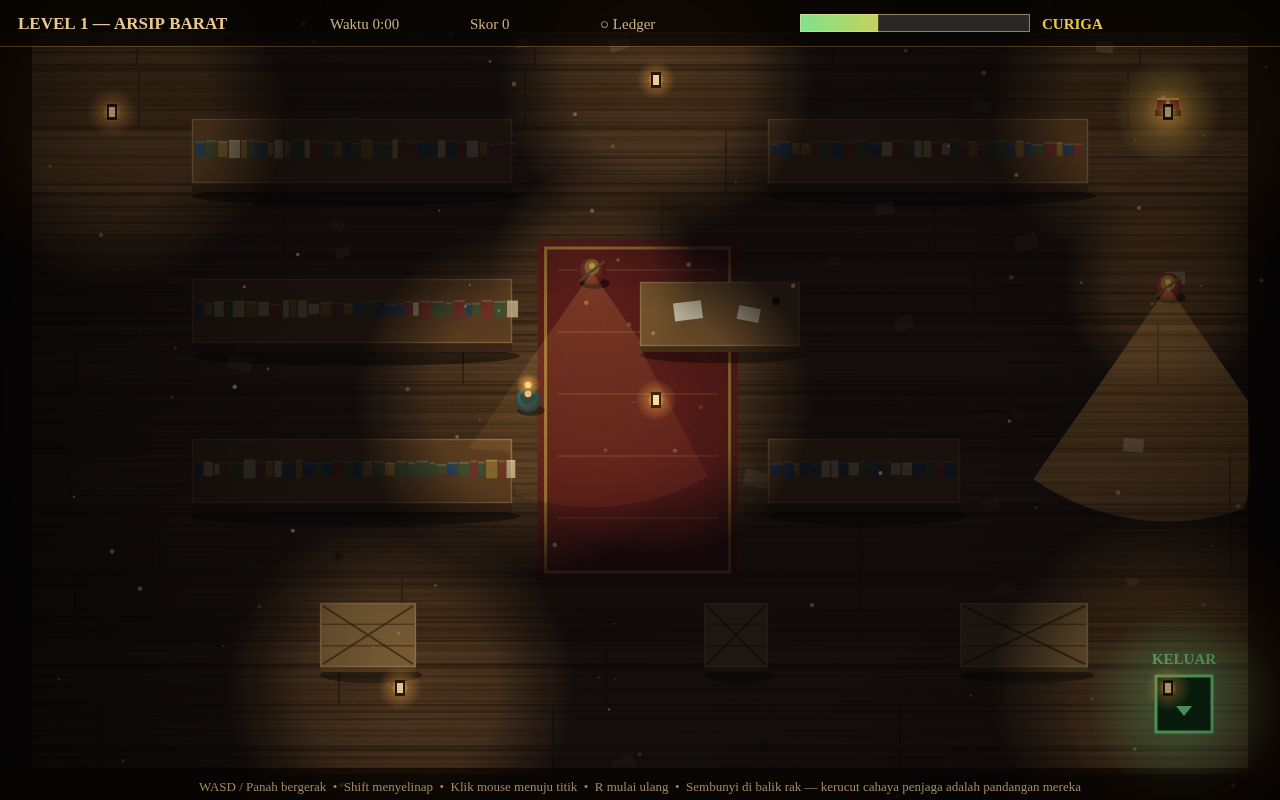 LEVEL 1 — ARSIP BARAT Waktu 0:00 Skor 0 ○ Ledger CURIGA
KELUAR
WASD / Panah bergerak • Shift menyelinap • Klik mouse menuju titik • R mulai ulang • Sembunyi di balik rak — kerucut cahaya penjaga adalah pandangan mereka